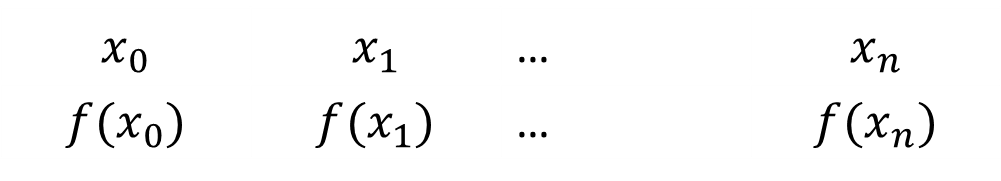 x₀ x₁ ... xₙ
f(x₀) f(x₁) ... f(xₙ)